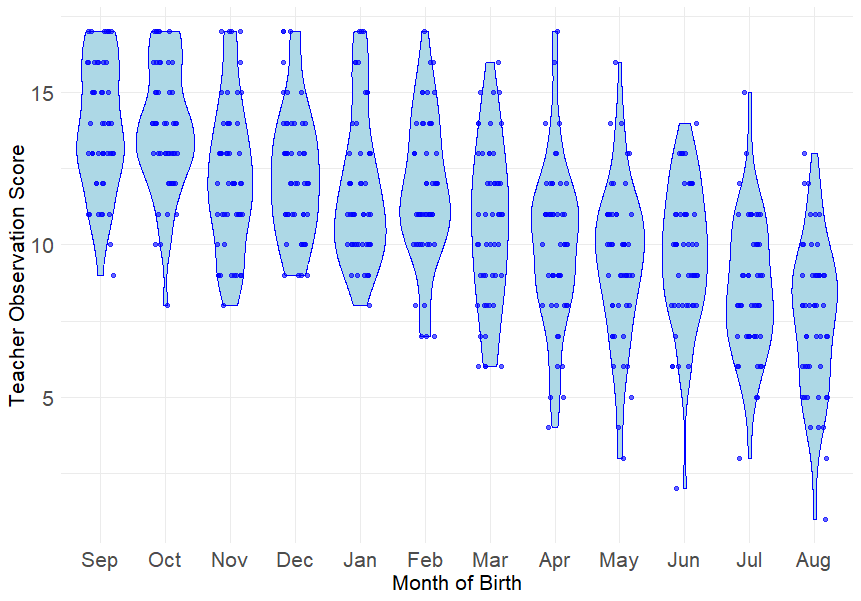 Teacher Observation Score
15
10
5
Sep Oct Nov Dec Jan Feb Mar Apr May Jun Jul Aug
Month of Birth